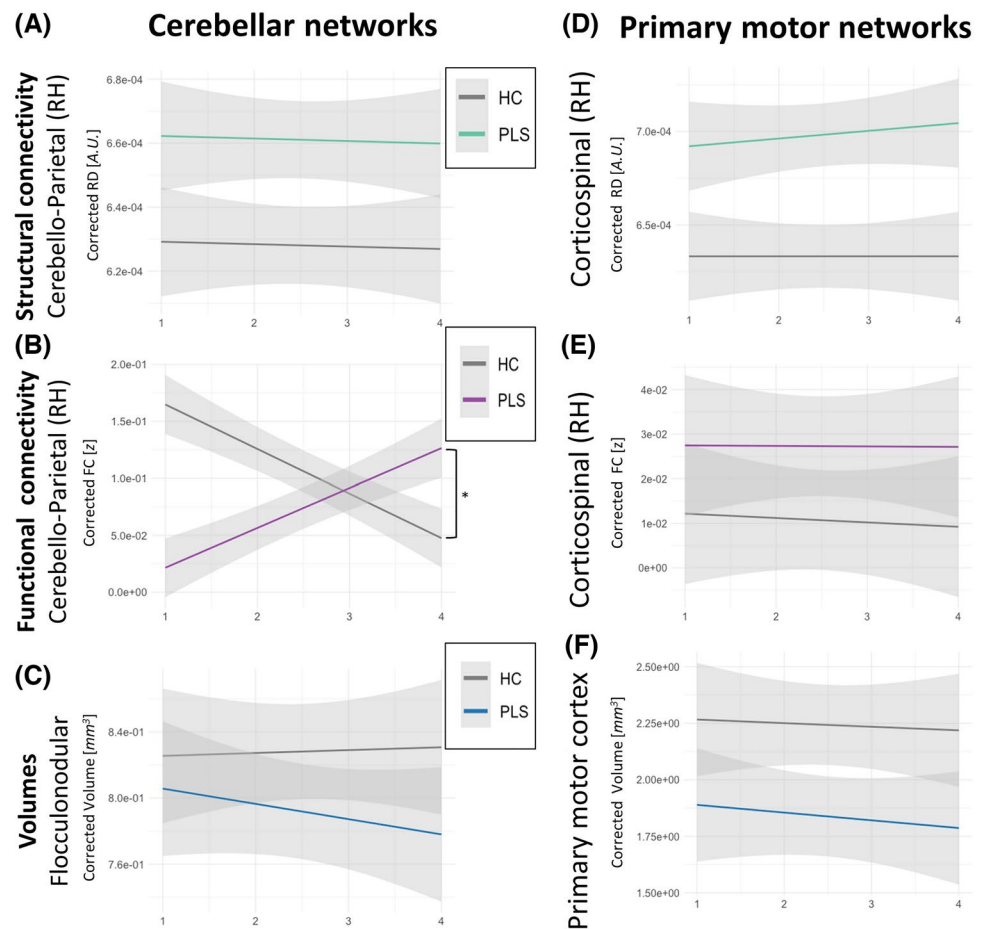 (A) Cerebellar networks
(D) Primary motor networks
Structural connectivity
Cerebello-Parietal (RH)
Corrected RD [A.U.]
6.8e-04
6.6e-04
6.4e-04
6.2e-04
1 2 3 4
HC
PLS
Corticospinal (RH)
Corrected RD [A.U.]
7.0e-04
6.5e-04
1 2 3 4
(B)
Functional connectivity
Cerebello-Parietal (RH)
Corrected FC [z]
2.0e-01
1.5e-01
1.0e-01
5.0e-02
0.0e+00
1 2 3 4
HC
PLS
*
(E)
Corticospinal (RH)
Corrected FC [z]
4e-02
3e-02
2e-02
1e-02
0e+00
1 2 3 4
(C)
Volumes
Flocculonodular
Corrected Volume [mm³]
8.4e-01
8.0e-01
7.6e-01
1 2 3 4
HC
PLS
(F)
Primary motor cortex
Corrected Volume [mm³]
2.50e+00
2.25e+00
2.00e+00
1.75e+00
1.50e+00
1 2 3 4